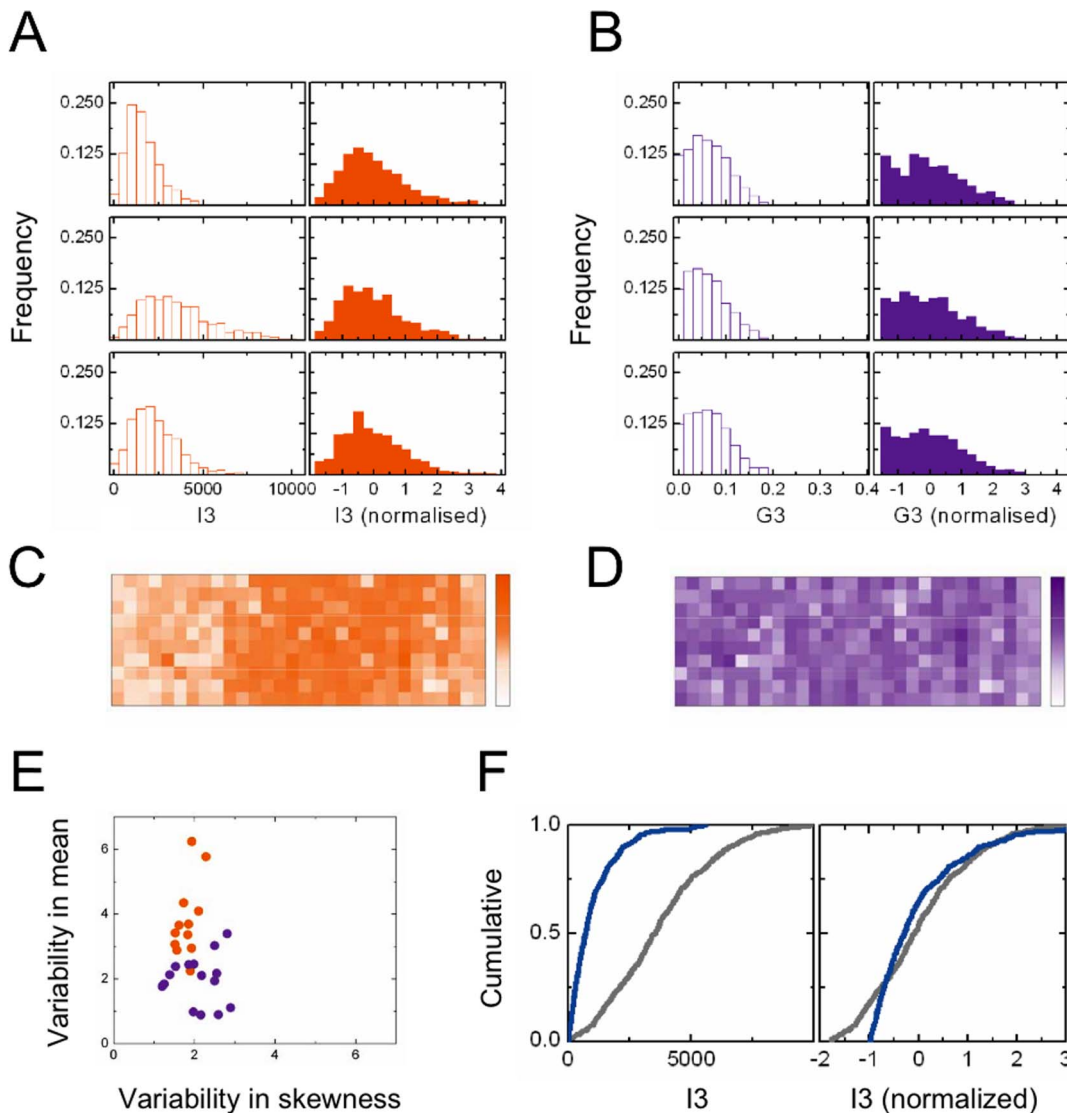 A
B
Frequency
0.250
0.125
0.250
0.125
0.250
0.125
0 5000 10000
I3
-1 0 1 2 3 4
I3 (normalised)
Frequency
0.250
0.125
0.250
0.125
0.250
0.125
0.0 0.1 0.2 0.3 0.4
G3
-1 0 1 2 3 4
G3 (normalised)
C
D
E
F
Variability in mean
6
4
2
0
0 2 4 6
Variability in skewness
Cumulative
1.0
0.5
0.0
0 5000
I3
-2 -1 0 1 2 3
I3 (normalized)